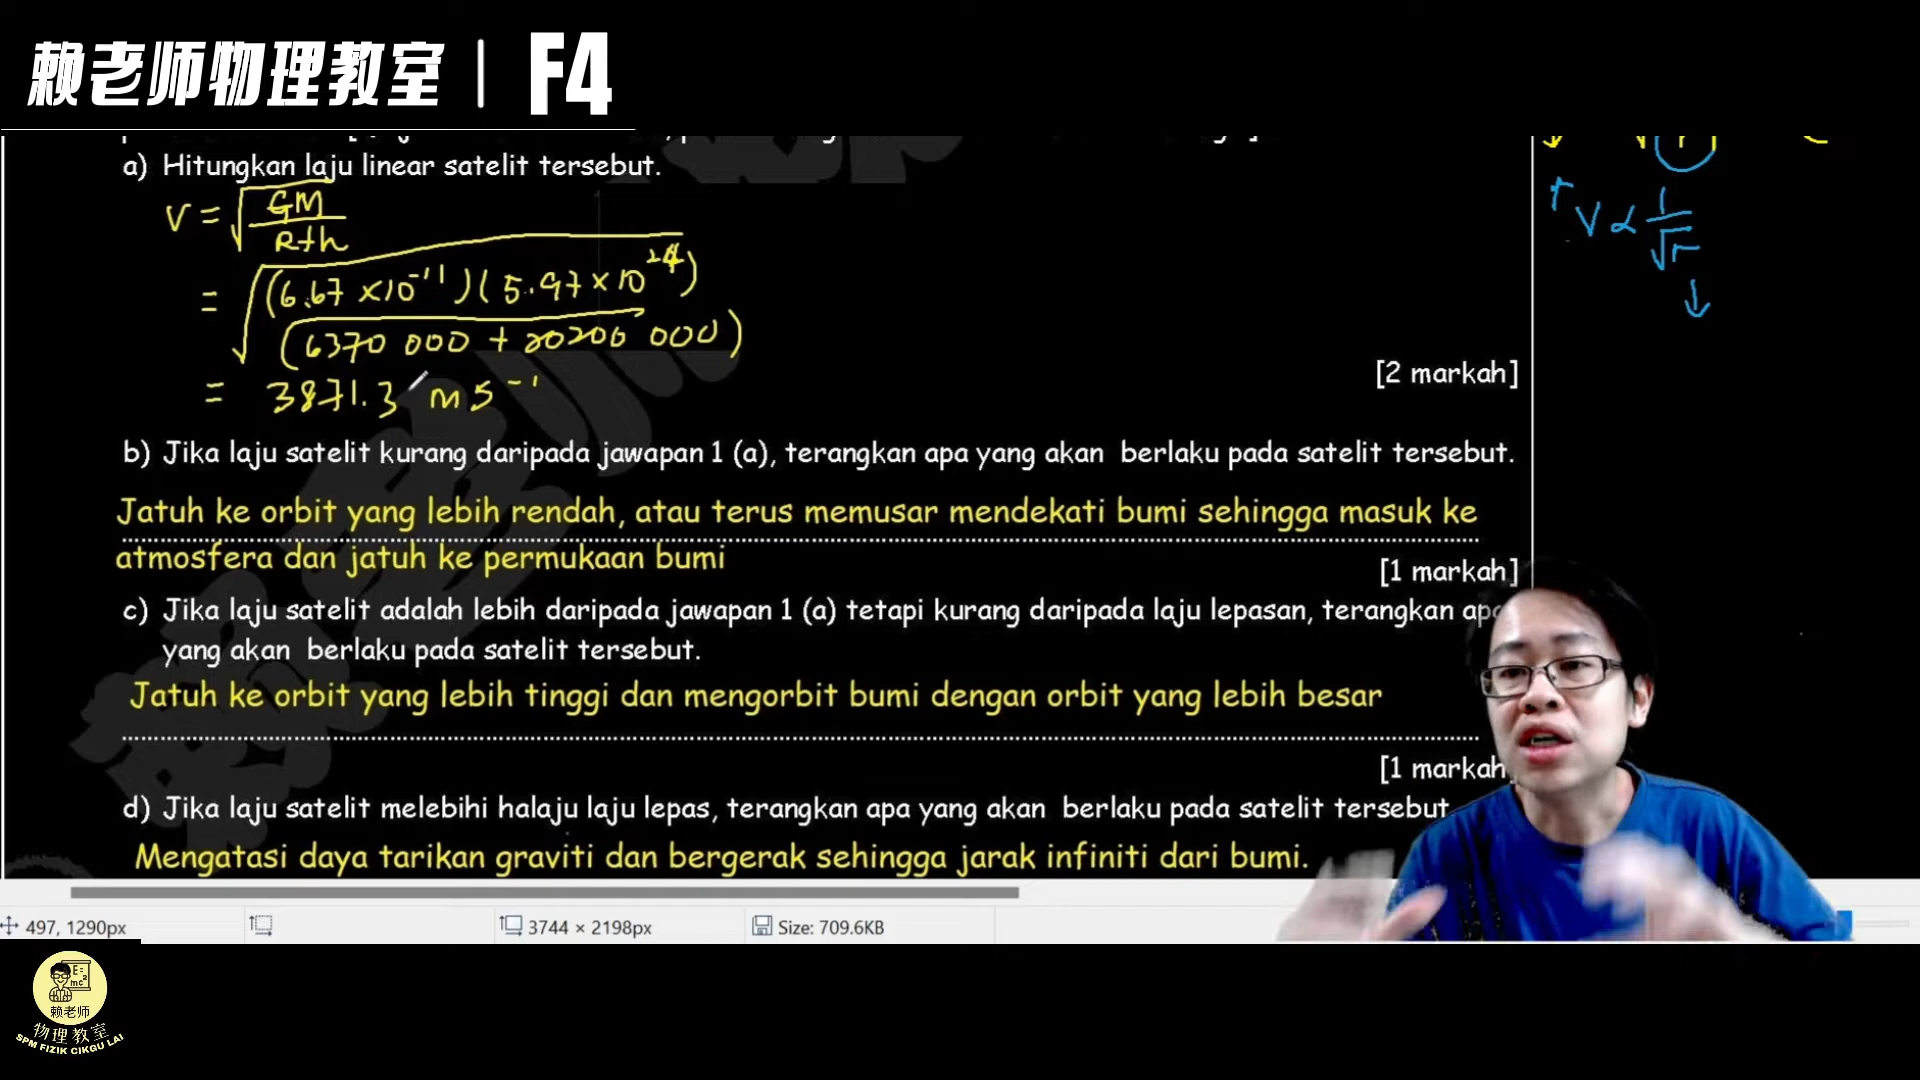 赖老师物理教室 | F4
a) Hitungkan laju linear satelit tersebut.
V = √(GM / R+h)
= √((6.67 × 10⁻¹¹)(5.97 × 10²⁴) / (6370 000 + 20200 000))
= 3871.3 ms⁻¹
[2 markah]
↑ V ∝ 1/√r ↓
b) Jika laju satelit kurang daripada jawapan 1 (a), terangkan apa yang akan berlaku pada satelit tersebut.
Jatuh ke orbit yang lebih rendah, atau terus memusar mendekati bumi sehingga masuk ke
atmosfera dan jatuh ke permukaan bumi
[1 markah]
c) Jika laju satelit adalah lebih daripada jawapan 1 (a) tetapi kurang daripada laju lepasan, terangkan
yang akan berlaku pada satelit tersebut.
Jatuh ke orbit yang lebih tinggi dan mengorbit bumi dengan orbit yang lebih besar
[1 markah
d) Jika laju satelit melebihi halaju laju lepas, terangkan apa yang akan berlaku pada satelit tersebut
Mengatasi daya tarikan graviti dan bergerak sehingga jarak infiniti dari bumi.
497, 1290px
3744 × 2198px
Size: 709.6KB
E=
mc²
赖老师
物理教室
SPM FIZIK CIKGU LAI